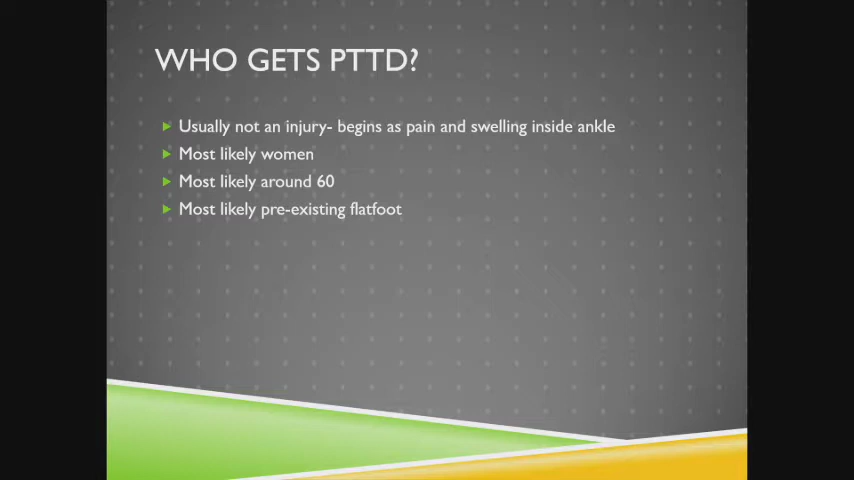 WHO GETS PTTD?
Usually not an injury- begins as pain and swelling inside ankle
Most likely women
Most likely around 60
Most likely pre-existing flatfoot